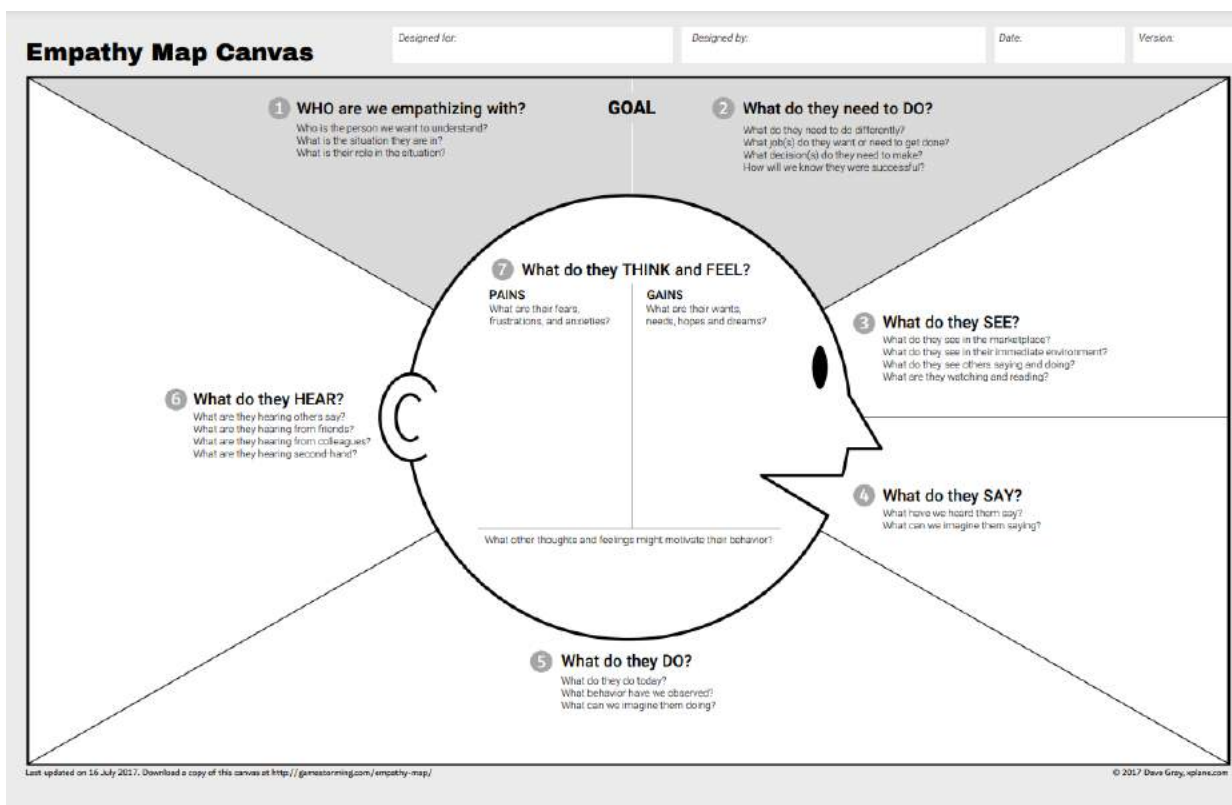 Empathy Map Canvas
Designed for:
Designed by:
Date:
Version:
1 WHO are we empathizing with?
Who is the person we want to understand?
What is the situation they are in?
What is their role in the situation?
GOAL
2 What do they need to DO?
What do they need to do differently?
What job(s) do they want or need to get done?
What decision(s) do they need to make?
How will we know they were successful?
3 What do they SEE?
What do they see in the marketplace?
What do they see in their immediate environment?
What do they see others saying and doing?
What are they watching and reading?
4 What do they SAY?
What have we heard them say?
What can we imagine them saying?
5 What do they DO?
What do they do today?
What behavior have we observed?
What can we imagine them doing?
6 What do they HEAR?
What are they hearing others say?
What are they hearing from friends?
What are they hearing from colleagues?
What are they hearing second-hand?
7 What do they THINK and FEEL?
PAINS
What are their fears,
frustrations, and anxieties?
GAINS
What are their wants,
needs, hopes and dreams?
What other thoughts and feelings might motivate their behavior?
Last updated on 16 July 2017. Download a copy of this canvas at http://gamestorming.com/empathy-map/
© 2017 Dave Gray, xplane.com